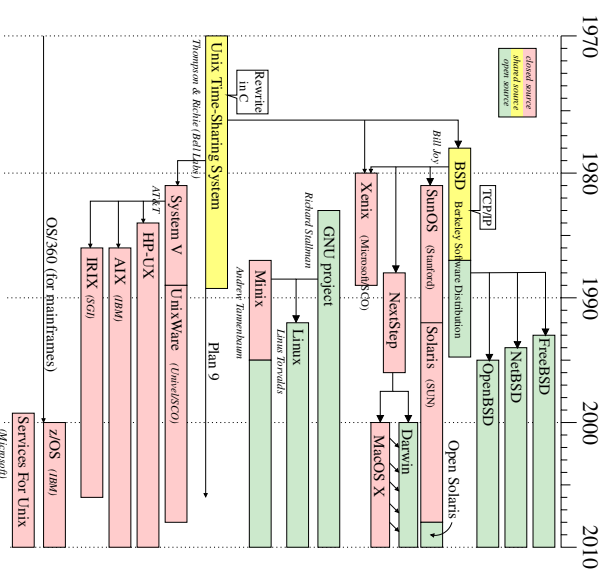 1970
1980
1990
2000
2010
closed source
shared source
open source
FreeBSD
NetBSD
OpenBSD
TCP/IP
BSD Berkeley Software Distribution
Bill Joy
SunOS (Stanford)
Solaris (SUN)
Open Solaris
Darwin
NextStep
MacOS X
Xenix (Microsoft/SCO)
GNU project
Richard Stallman
Linux
Linus Torvalds
Minix
Andrew Tannenbaum
Rewrite
in C
Unix Time-Sharing System
Thompson & Richie (Bell Labs)
Plan 9
System V
UnixWare (Univel/SCO)
AT&T
HP-UX
AIX (IBM)
IRIX (SGI)
OS/360 (for mainframes)
z/OS (IBM)
Services For Unix
(Microsoft)